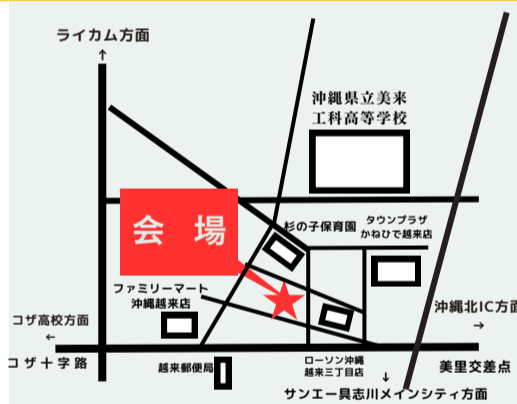 ライカム方面
↑
沖縄県立美来
工科高等学校
会 場
杉の子保育園
タウンプラザ
かねひで越来店
ファミリーマート
沖縄越来店
コザ高校方面
←
沖縄北IC方面
→
コザ十字路
越来郵便局
ローソン沖縄
越来三丁目店
美里交差点
↓
サンエー具志川メインシティ方面